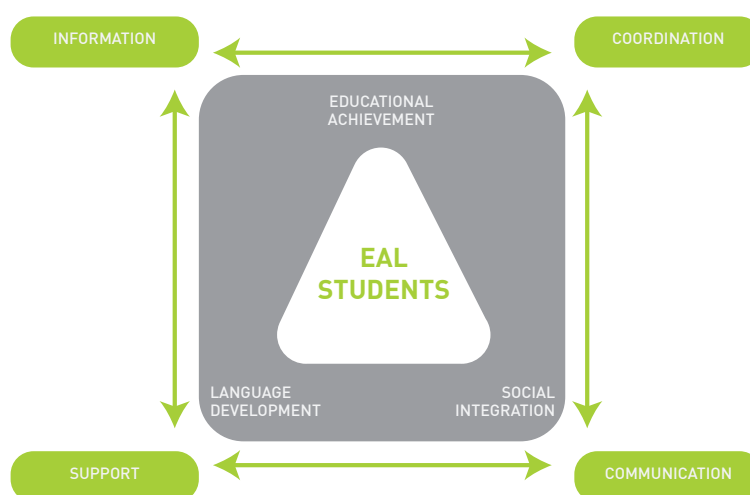 INFORMATION
COORDINATION
EDUCATIONAL
ACHIEVEMENT
EAL
STUDENTS
LANGUAGE
DEVELOPMENT
SOCIAL
INTEGRATION
SUPPORT
COMMUNICATION